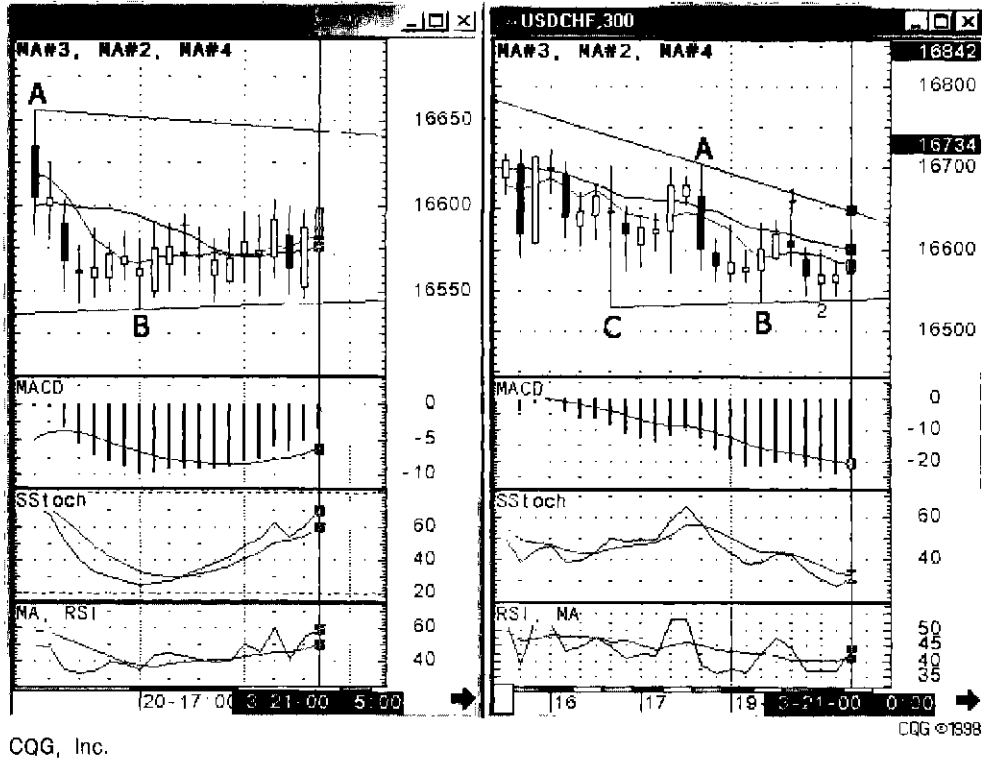 USDCHF,300
MA#3, MA#2, MA#4
A
16650
16600
16550
B
MACD
0
-5
-10
SStoch
60
40
20
MA, RSI
60
40
20-17:00 3-21-00 5:00
MA#3, MA#2, MA#4
16842
16800
16734
16700
16600
16500
A
C
B
2
MACD
0
-10
-20
SStoch
60
40
RSI MA
50
45
40
35
16 17 19 3-21-00 0:00
CQG ©1998
CQG, Inc.